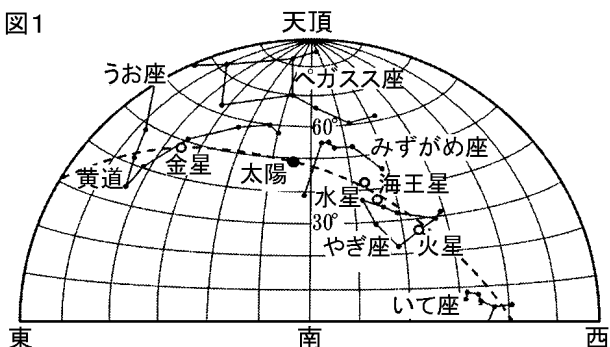 図1
天頂
うお座
ペガスス座
60°
みずがめ座
黄道
金星
太陽
海王星
水星
30°
やぎ座
火星
いて座
東
南
西